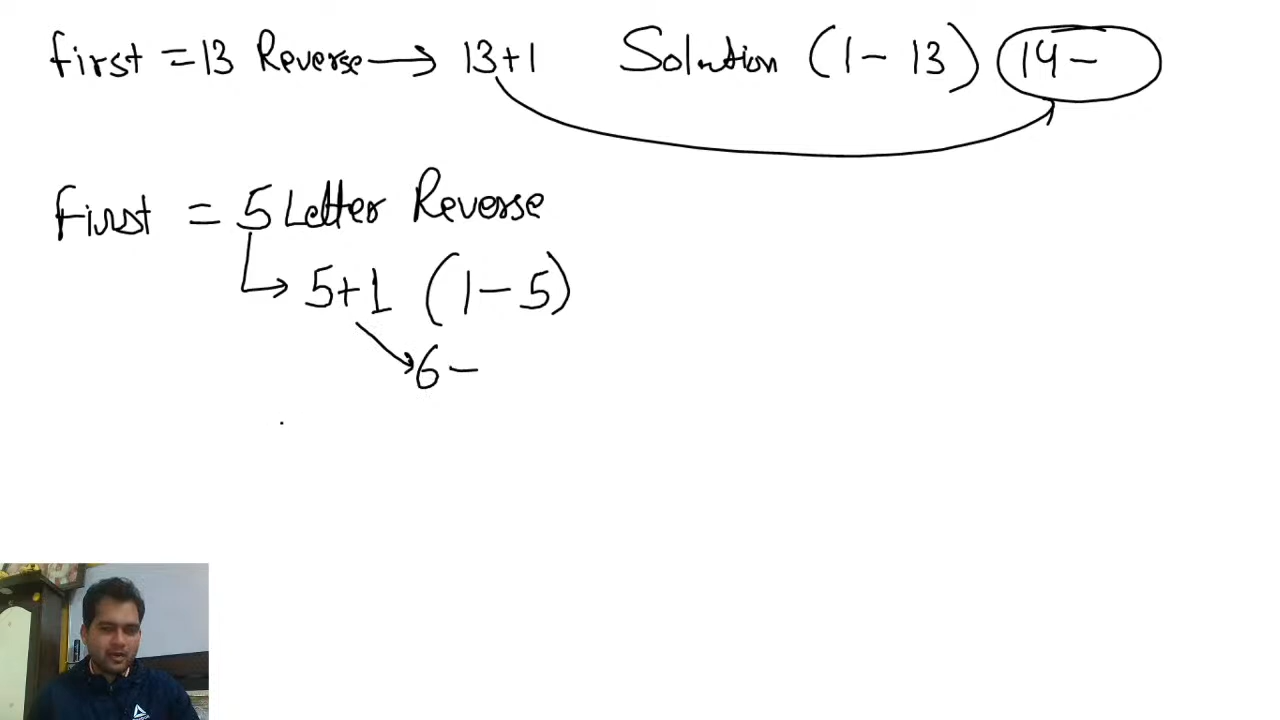 First = 13 Reverse → 13+1 Solution (1 - 13) 14 -
First = 5 Letter Reverse
→ 5+1 (1 - 5)
6 -